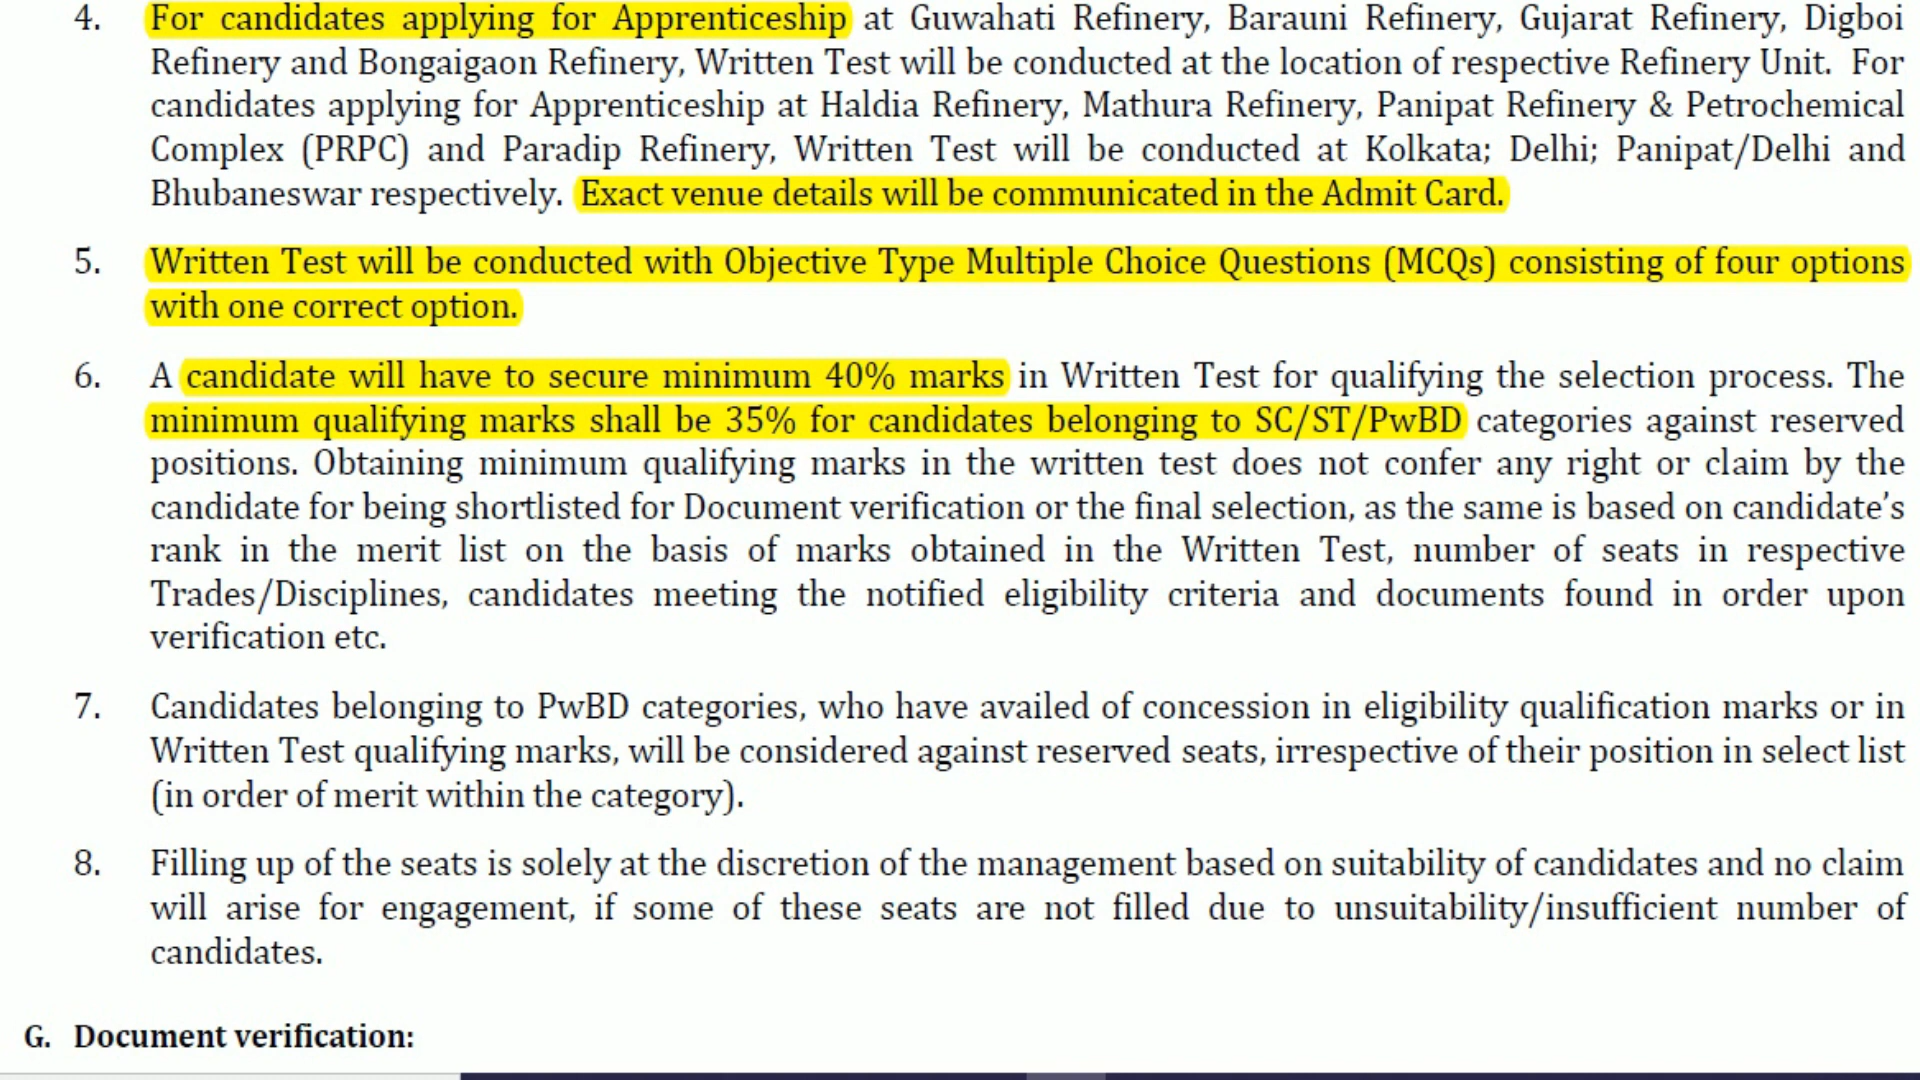 4. For candidates applying for Apprenticeship at Guwahati Refinery, Barauni Refinery, Gujarat Refinery, Digboi
Refinery and Bongaigaon Refinery, Written Test will be conducted at the location of respective Refinery Unit. For
candidates applying for Apprenticeship at Haldia Refinery, Mathura Refinery, Panipat Refinery & Petrochemical
Complex (PRPC) and Paradip Refinery, Written Test will be conducted at Kolkata; Delhi; Panipat/Delhi and
Bhubaneswar respectively. Exact venue details will be communicated in the Admit Card.
5. Written Test will be conducted with Objective Type Multiple Choice Questions (MCQs) consisting of four options
with one correct option.
6. A candidate will have to secure minimum 40% marks in Written Test for qualifying the selection process. The
minimum qualifying marks shall be 35% for candidates belonging to SC/ST/PwBD categories against reserved
positions. Obtaining minimum qualifying marks in the written test does not confer any right or claim by the
candidate for being shortlisted for Document verification or the final selection, as the same is based on candidate's
rank in the merit list on the basis of marks obtained in the Written Test, number of seats in respective
Trades/Disciplines, candidates meeting the notified eligibility criteria and documents found in order upon
verification etc.
7. Candidates belonging to PwBD categories, who have availed of concession in eligibility qualification marks or in
Written Test qualifying marks, will be considered against reserved seats, irrespective of their position in select list
(in order of merit within the category).
8. Filling up of the seats is solely at the discretion of the management based on suitability of candidates and no claim
will arise for engagement, if some of these seats are not filled due to unsuitability/insufficient number of
candidates.
G. Document verification: